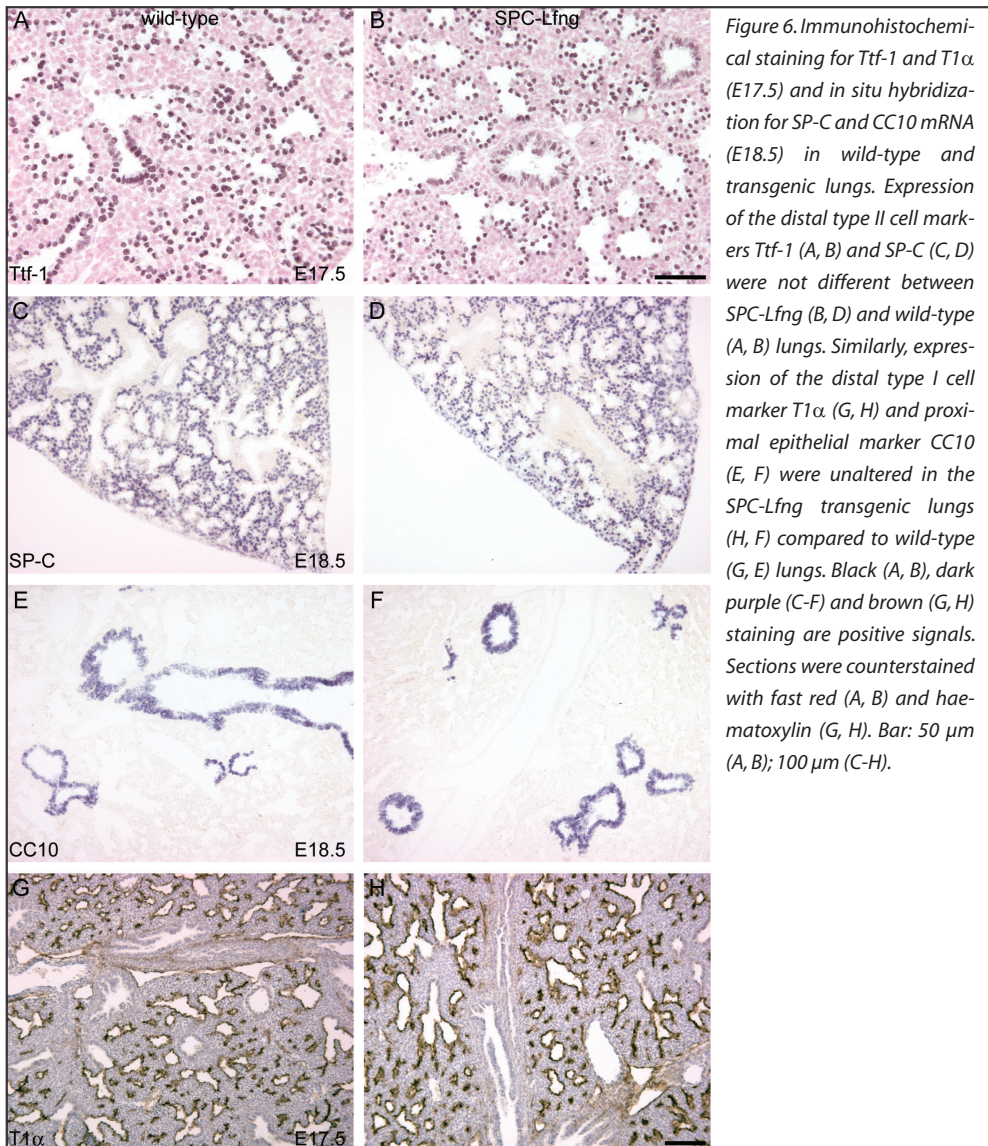 A wild-type
B SPC-Lfng
Ttf-1 E17.5
C
D
SP-C E18.5
E
F
CC10 E18.5
G
H
T1α E17.5
Figure 6. Immunohistochemi-
cal staining for Ttf-1 and T1α
(E17.5) and in situ hybridiza-
tion for SP-C and CC10 mRNA
(E18.5) in wild-type and
transgenic lungs. Expression
of the distal type II cell mark-
ers Ttf-1 (A, B) and SP-C (C, D)
were not different between
SPC-Lfng (B, D) and wild-type
(A, B) lungs. Similarly, expres-
sion of the distal type I cell
marker T1α (G, H) and proxi-
mal epithelial marker CC10
(E, F) were unaltered in the
SPC-Lfng transgenic lungs
(H, F) compared to wild-type
(G, E) lungs. Black (A, B), dark
purple (C-F) and brown (G, H)
staining are positive signals.
Sections were counterstained
with fast red (A, B) and hae-
matoxylin (G, H). Bar: 50 µm
(A, B); 100 µm (C-H).